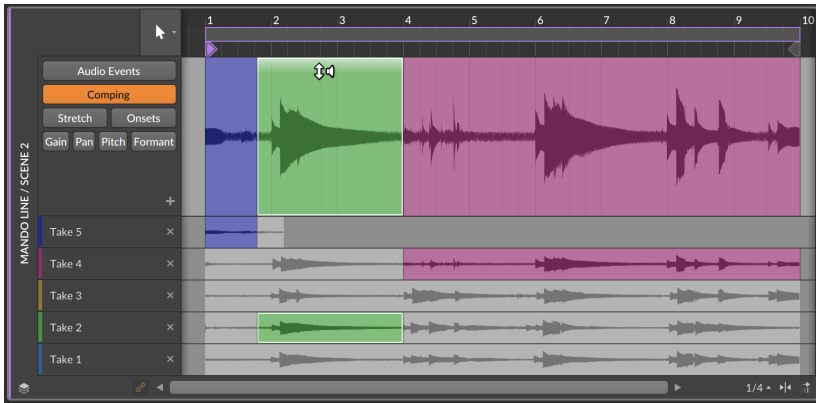 1 2 3 4 5 6 7 8 9 10
Audio Events
Comping
Stretch Onsets
Gain Pan Pitch Formant
+
MANDO LINE / SCENE 2
Take 5 ×
Take 4 ×
Take 3 ×
Take 2 ×
Take 1 ×
1/4